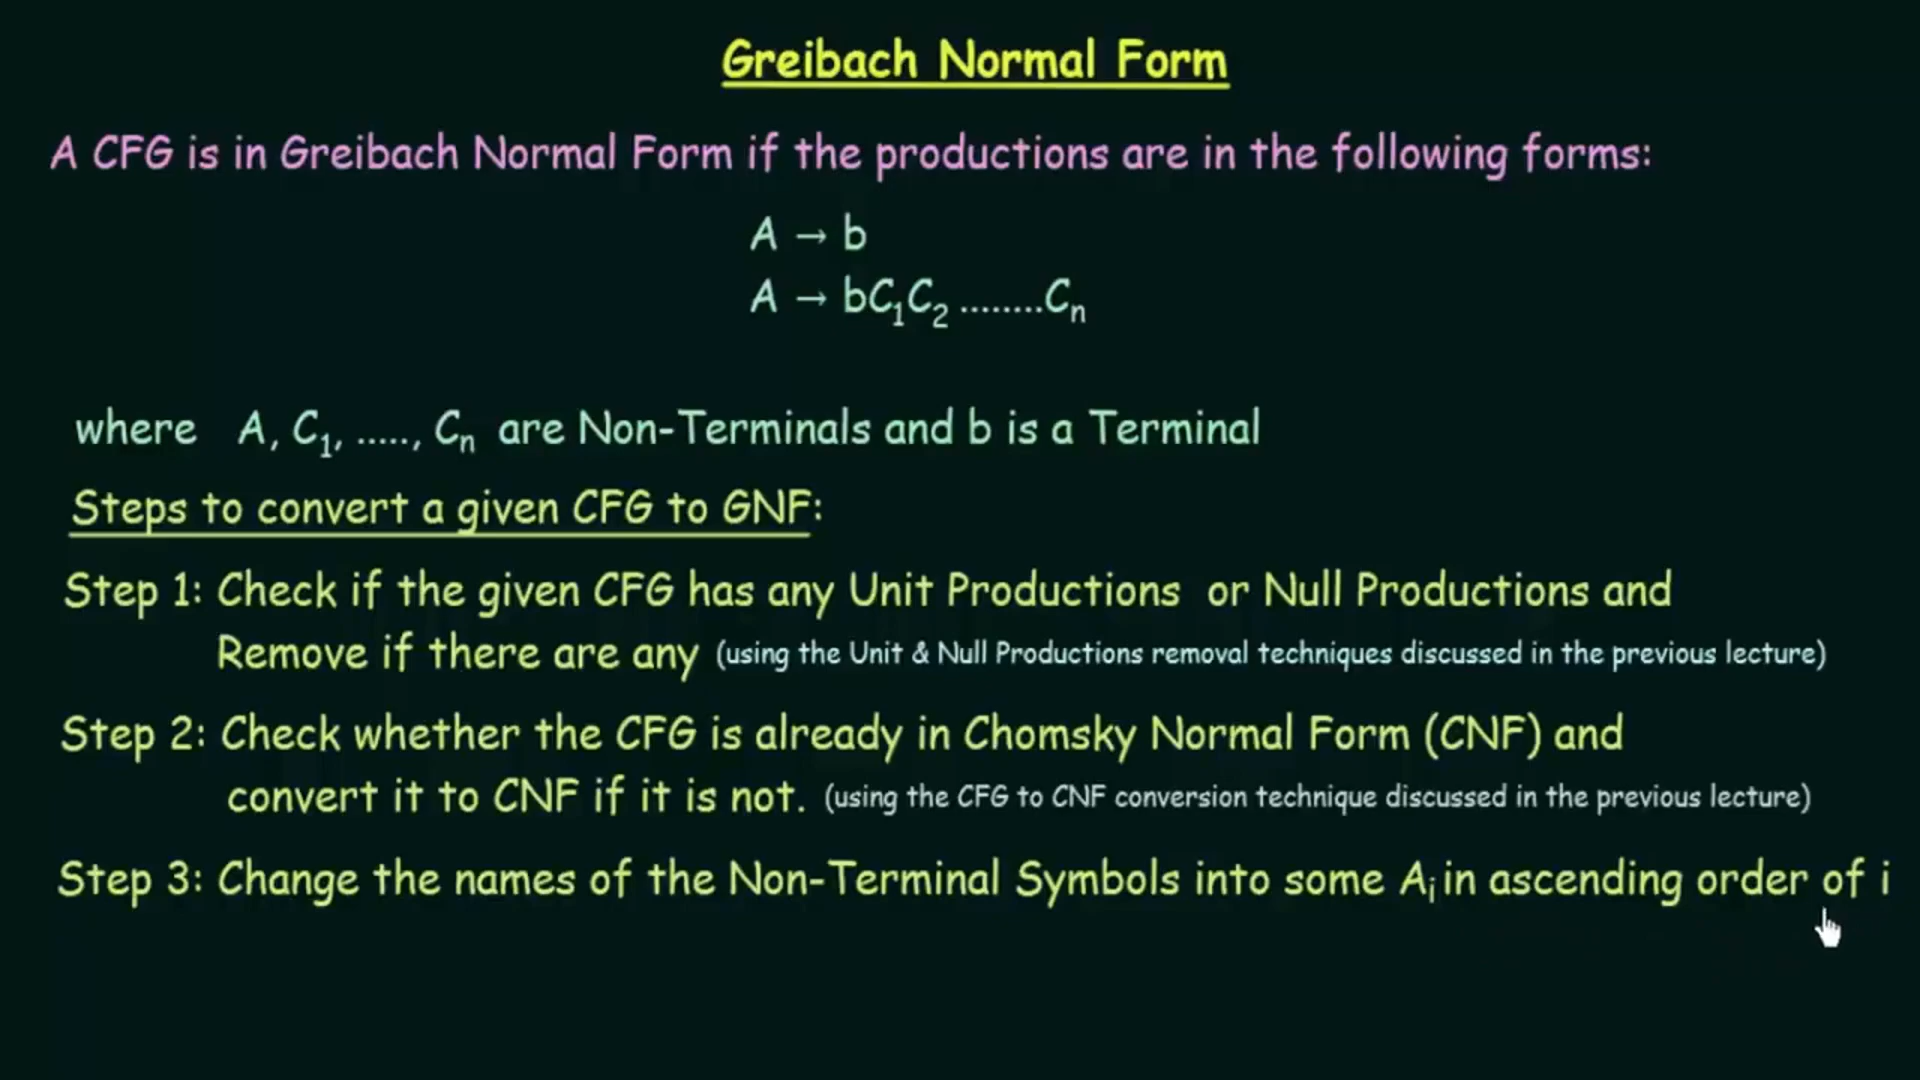 Greibach Normal Form
A CFG is in Greibach Normal Form if the productions are in the following forms:
A → b
A → bC₁C₂ ........Cₙ
where A, C₁, ....., Cₙ are Non-Terminals and b is a Terminal
Steps to convert a given CFG to GNF:
Step 1: Check if the given CFG has any Unit Productions or Null Productions and
Remove if there are any (using the Unit & Null Productions removal techniques discussed in the previous lecture)
Step 2: Check whether the CFG is already in Chomsky Normal Form (CNF) and
convert it to CNF if it is not. (using the CFG to CNF conversion technique discussed in the previous lecture)
Step 3: Change the names of the Non-Terminal Symbols into some Aᵢ in ascending order of i